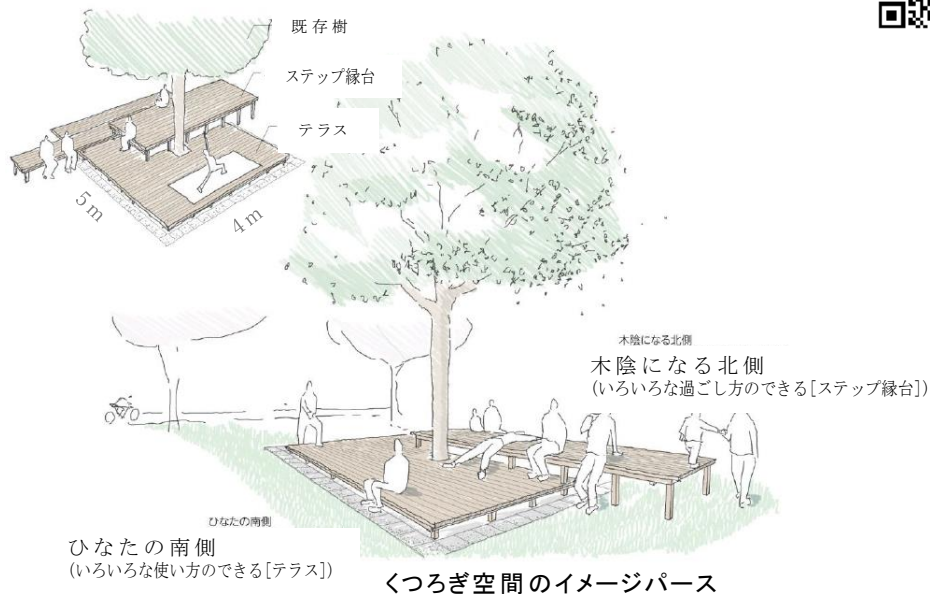 既存樹
ステップ縁台
テラス
5m
4m
木陰になる北側
木陰になる北側
(いろいろな過ごし方のできる[ステップ縁台])
ひなたの南側
ひなたの南側
(いろいろな使い方のできる[テラス])
くつろぎ空間のイメージパース